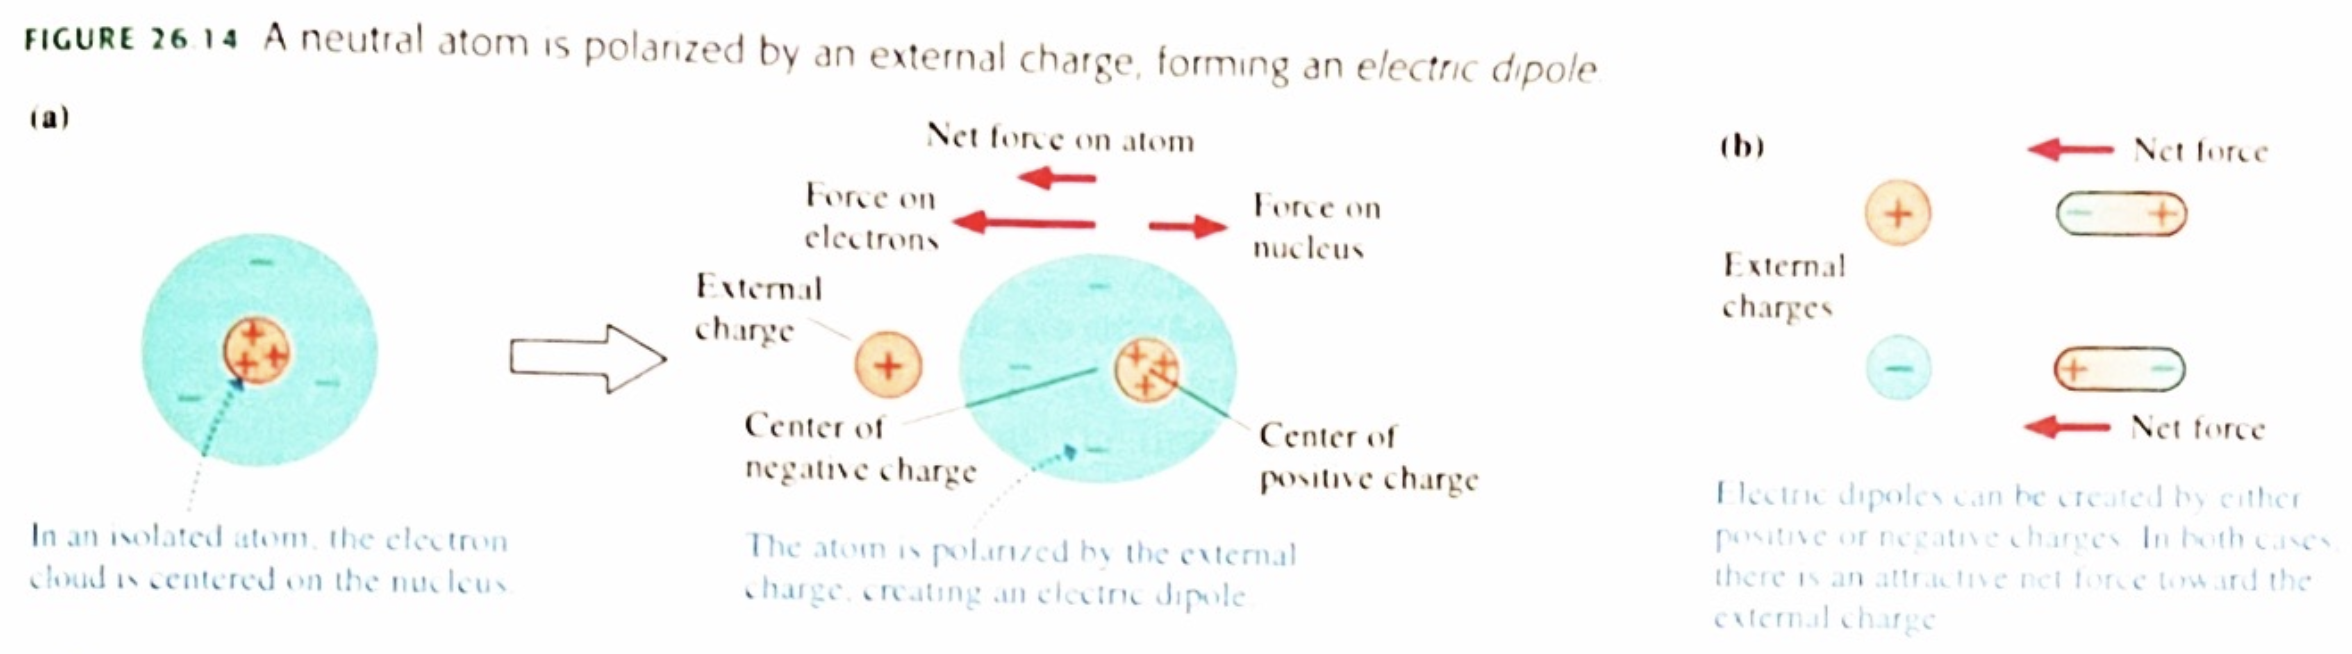 FIGURE 26.14 A neutral atom is polarized by an external charge, forming an electric dipole.
(a)
+
+ +
−
−
−
In an isolated atom, the electron
cloud is centered on the nucleus.
Net force on atom
Force on
electrons
Force on
nucleus
External
charge
+
−
−
−
+
+
+
Center of
negative charge
Center of
positive charge
The atom is polarized by the external
charge, creating an electric dipole.
(b)
Net force
+
− +
External
charges
−
+ −
Net force
Electric dipoles can be created by either
positive or negative charges. In both cases,
there is an attractive net force toward the
external charge.